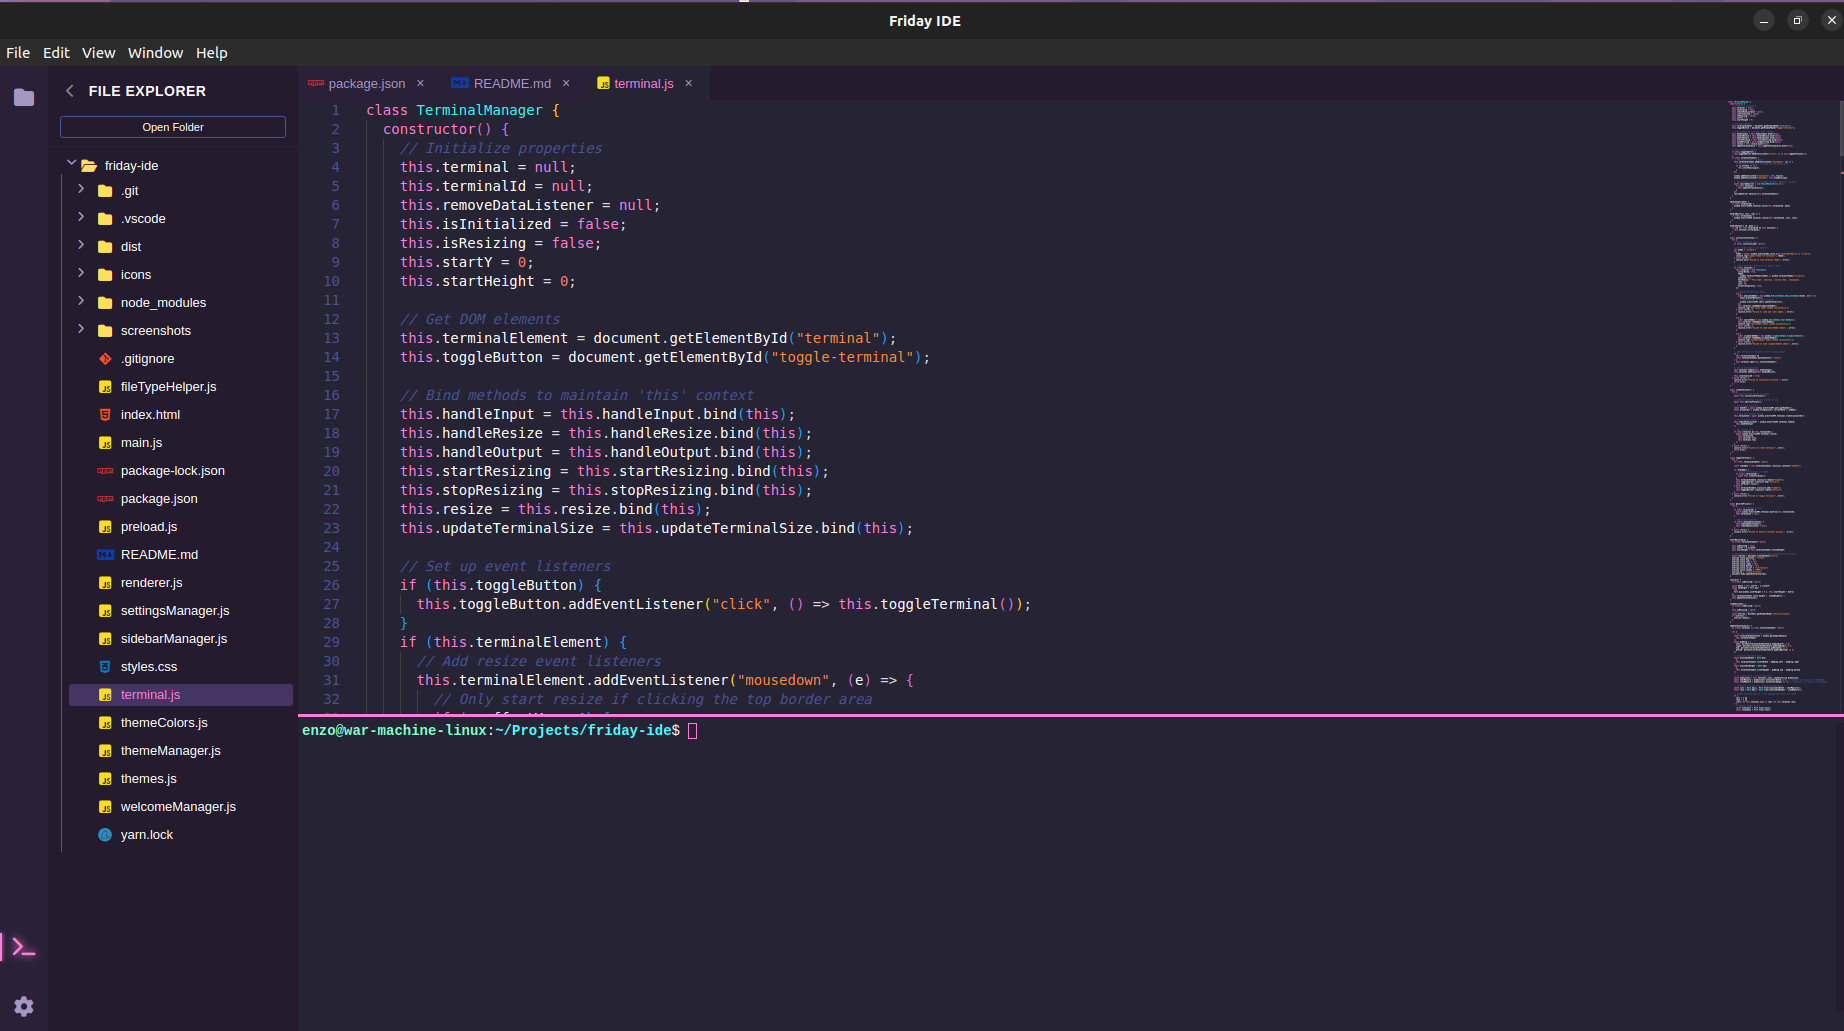 Friday IDE
File Edit View Window Help
FILE EXPLORER
Open Folder
friday-ide
.git
.vscode
dist
icons
node_modules
screenshots
.gitignore
fileTypeHelper.js
index.html
main.js
package-lock.json
package.json
preload.js
README.md
renderer.js
settingsManager.js
sidebarManager.js
styles.css
terminal.js
themeColors.js
themeManager.js
themes.js
welcomeManager.js
yarn.lock
package.json × README.md × terminal.js ×
1 class TerminalManager {
2 constructor() {
3 // Initialize properties
4 this.terminal = null;
5 this.terminalId = null;
6 this.removeDataListener = null;
7 this.isInitialized = false;
8 this.isResizing = false;
9 this.startY = 0;
10 this.startHeight = 0;
11
12 // Get DOM elements
13 this.terminalElement = document.getElementById("terminal");
14 this.toggleButton = document.getElementById("toggle-terminal");
15
16 // Bind methods to maintain 'this' context
17 this.handleInput = this.handleInput.bind(this);
18 this.handleResize = this.handleResize.bind(this);
19 this.handleOutput = this.handleOutput.bind(this);
20 this.startResizing = this.startResizing.bind(this);
21 this.stopResizing = this.stopResizing.bind(this);
22 this.resize = this.resize.bind(this);
23 this.updateTerminalSize = this.updateTerminalSize.bind(this);
24
25 // Set up event listeners
26 if (this.toggleButton) {
27 this.toggleButton.addEventListener("click", () => this.toggleTerminal());
28 }
29 if (this.terminalElement) {
30 // Add resize event listeners
31 this.terminalElement.addEventListener("mousedown", (e) => {
32 // Only start resize if clicking the top border area
enzo@war-machine-linux:~/Projects/friday-ide$